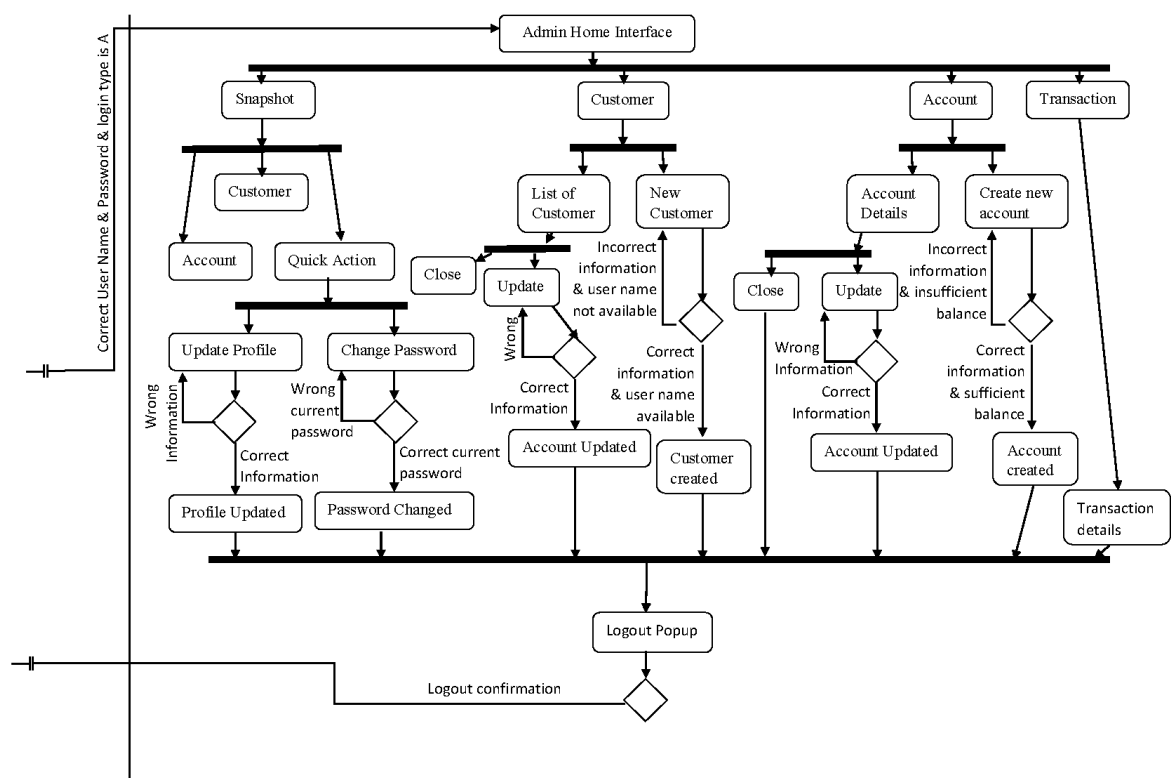 Correct User Name & Password & login type is A
Admin Home Interface
Snapshot
Customer
Account
Transaction
Customer
Account
Quick Action
List of
Customer
New
Customer
Account
Details
Create new
account
Close
Update
Incorrect
information
& user name
not available
Close
Update
Incorrect
information
& insufficient
balance
Update Profile
Change Password
Wrong
Wrong
Information
Correct
information
& user name
available
Correct
information
& sufficient
balance
Wrong
Information
Wrong
current
password
Correct
Information
Correct
Information
Correct
Information
Correct current
password
Account Updated
Customer
created
Account Updated
Account
created
Profile Updated
Password Changed
Transaction
details
Logout Popup
Logout confirmation